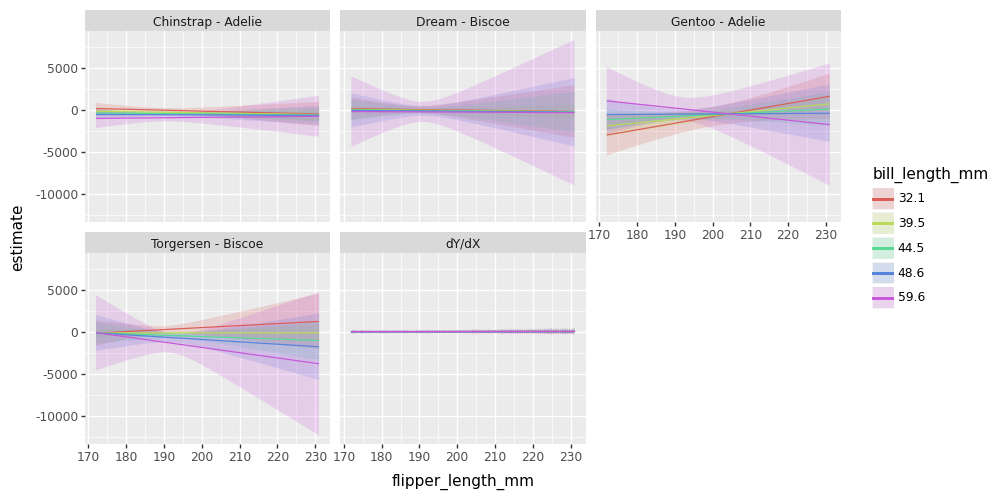 Chinstrap - Adelie
Dream - Biscoe
Gentoo - Adelie
5000
0
-5000
-10000
170 180 190 200 210 220 230
Torgersen - Biscoe
dY/dX
5000
0
-5000
-10000
170 180 190 200 210 220 230
170 180 190 200 210 220 230
estimate
flipper_length_mm
bill_length_mm
32.1
39.5
44.5
48.6
59.6